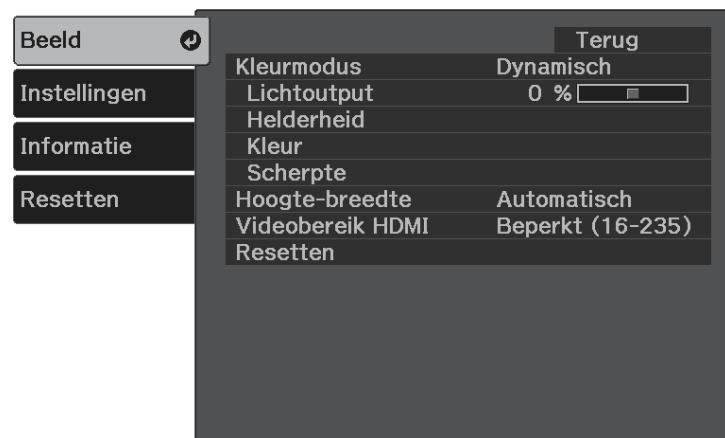 Beeld
Instellingen
Informatie
Resetten
Terug
Kleurmodus Dynamisch
Lichtoutput 0 %
Helderheid
Kleur
Scherpte
Hoogte-breedte Automatisch
Videobereik HDMI Beperkt (16-235)
Resetten